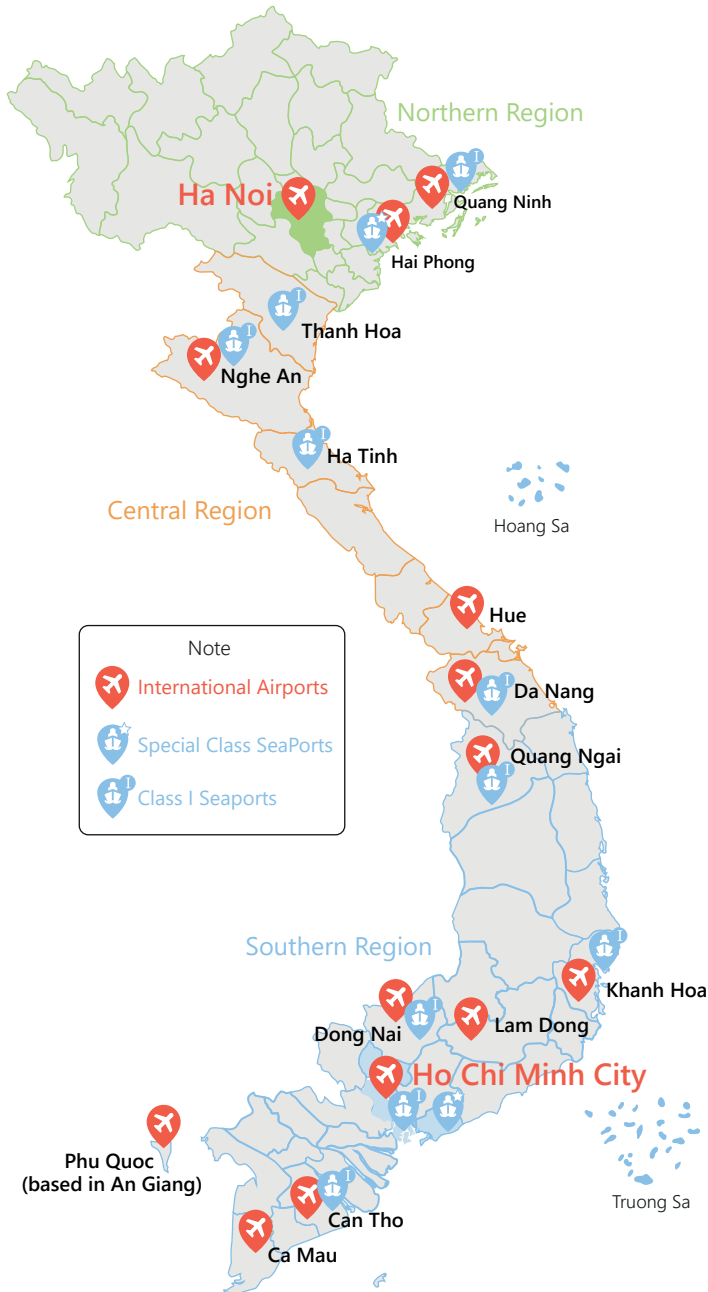 Northern Region
I
Ha Noi
Quang Ninh
Hai Phong
I
Thanh Hoa
I
Nghe An
I
Ha Tinh
Central Region
Hoang Sa
Hue
Note
International Airports
Special Class SeaPorts
I
Class I Seaports
I
Da Nang
Quang Ngai
I
Southern Region
I
Khanh Hoa
I
Dong Nai
Lam Dong
Ho Chi Minh City
I
Phu Quoc
(based in An Giang)
I
Can Tho
Ca Mau
Truong Sa